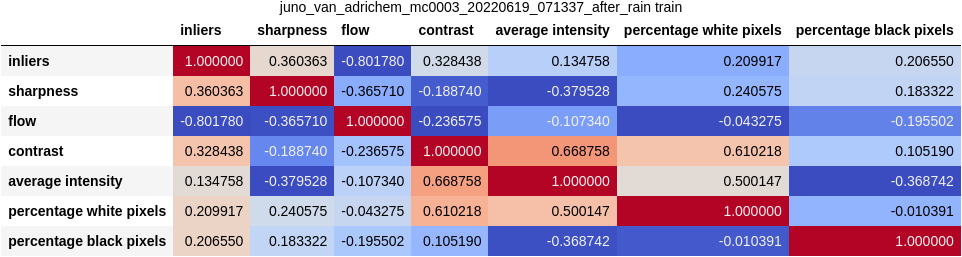 juno_van_adrichem_mc0003_20220619_071337_after_rain train
inliers sharpness flow contrast average intensity percentage white pixels percentage black pixels
inliers 1.000000 0.360363 -0.801780 0.328438 0.134758 0.209917 0.206550
sharpness 0.360363 1.000000 -0.365710 -0.188740 -0.379528 0.240575 0.183322
flow -0.801780 -0.365710 1.000000 -0.236575 -0.107340 -0.043275 -0.195502
contrast 0.328438 -0.188740 -0.236575 1.000000 0.668758 0.610218 0.105190
average intensity 0.134758 -0.379528 -0.107340 0.668758 1.000000 0.500147 -0.368742
percentage white pixels 0.209917 0.240575 -0.043275 0.610218 0.500147 1.000000 -0.010391
percentage black pixels 0.206550 0.183322 -0.195502 0.105190 -0.368742 -0.010391 1.000000